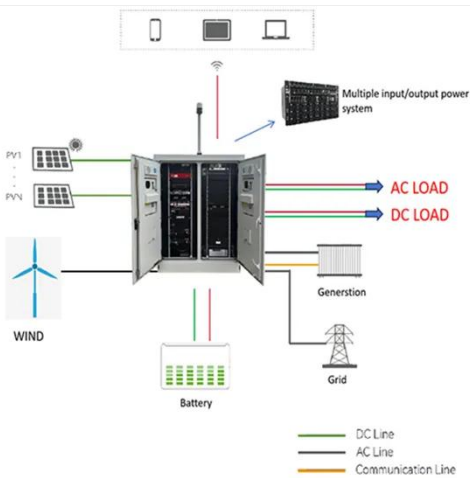 Multiple input/output power
system
PV1
PVN
AC LOAD
DC LOAD
WIND
Generstion
Grid
Battery
DC Line
AC Line
Communication Line